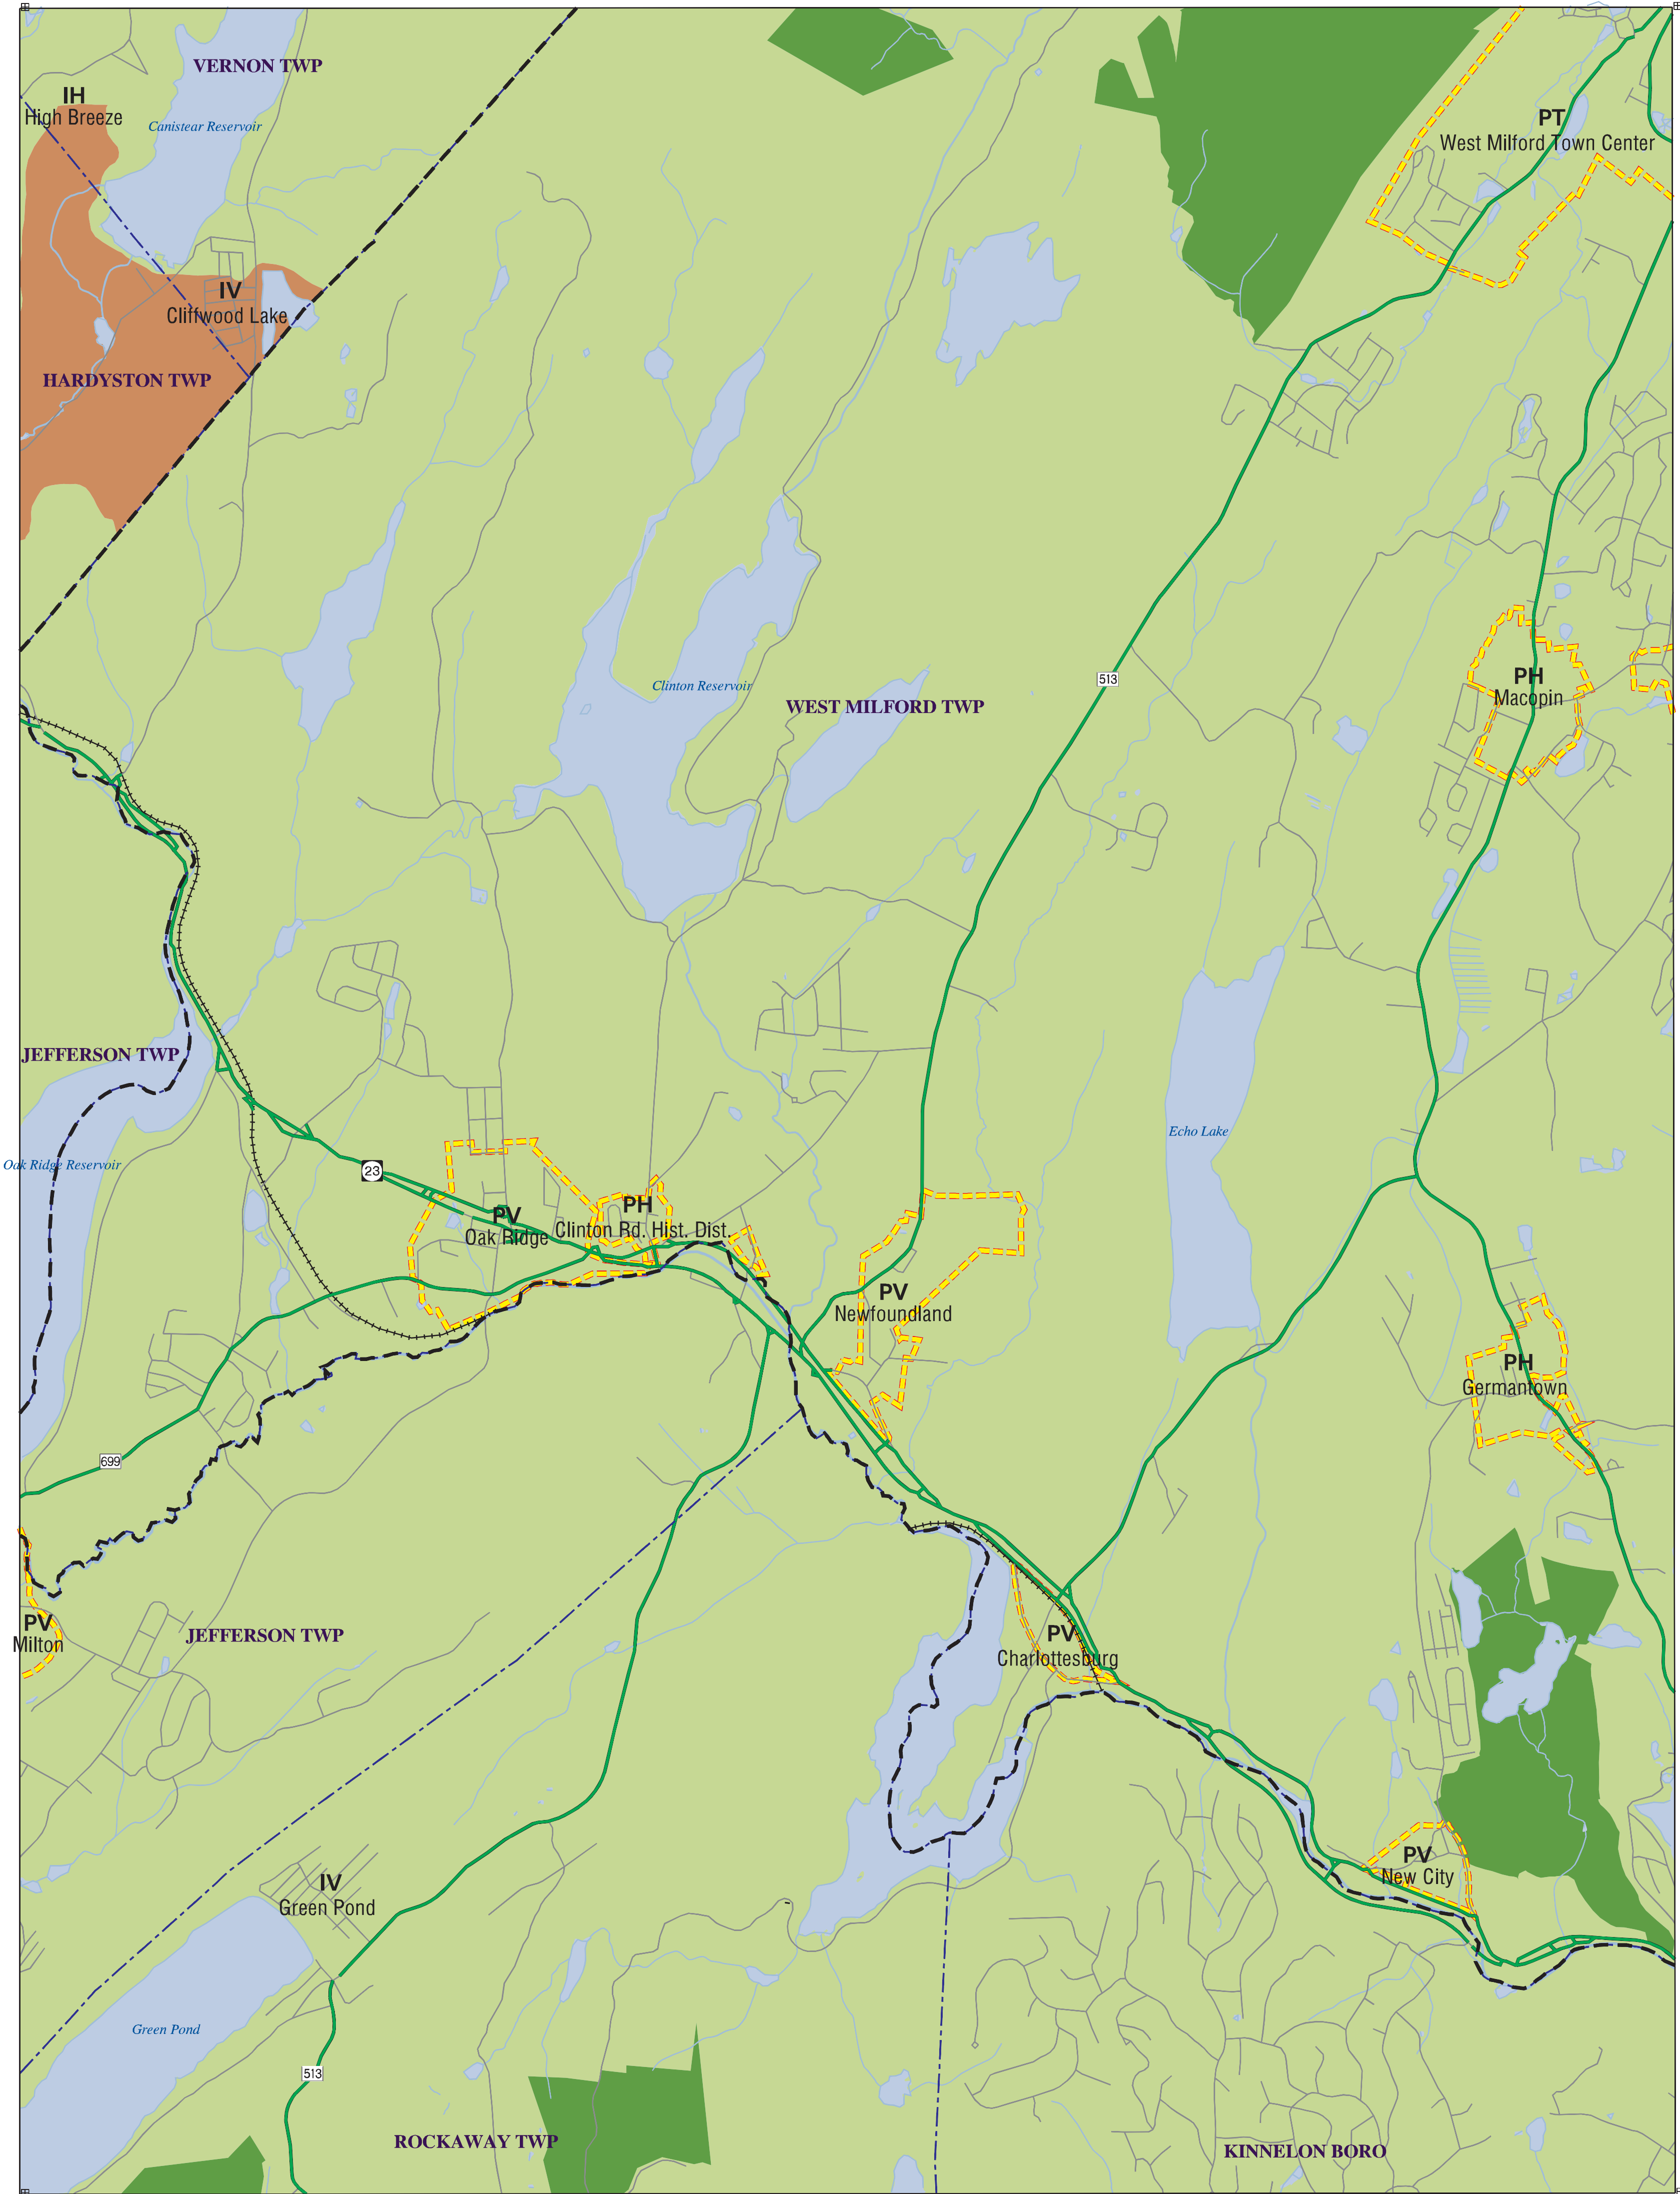 VERNON TWP
IH
High Breeze
Canistear Reservoir
PT
West Milford Town Center
IV
Cliffwood Lake
HARDYSTON TWP
Clinton Reservoir
WEST MILFORD TWP
513
PH
Macopin
JEFFERSON TWP
Echo Lake
Oak Ridge Reservoir
23
PV
Oak Ridge
PH
Clinton Rd. Hist. Dist.
PV
Newfoundland
PH
Germantown
699
PV
Milton
JEFFERSON TWP
PV
Charlottesburg
PV
New City
IV
Green Pond
Green Pond
513
ROCKAWAY TWP
KINNELON BORO